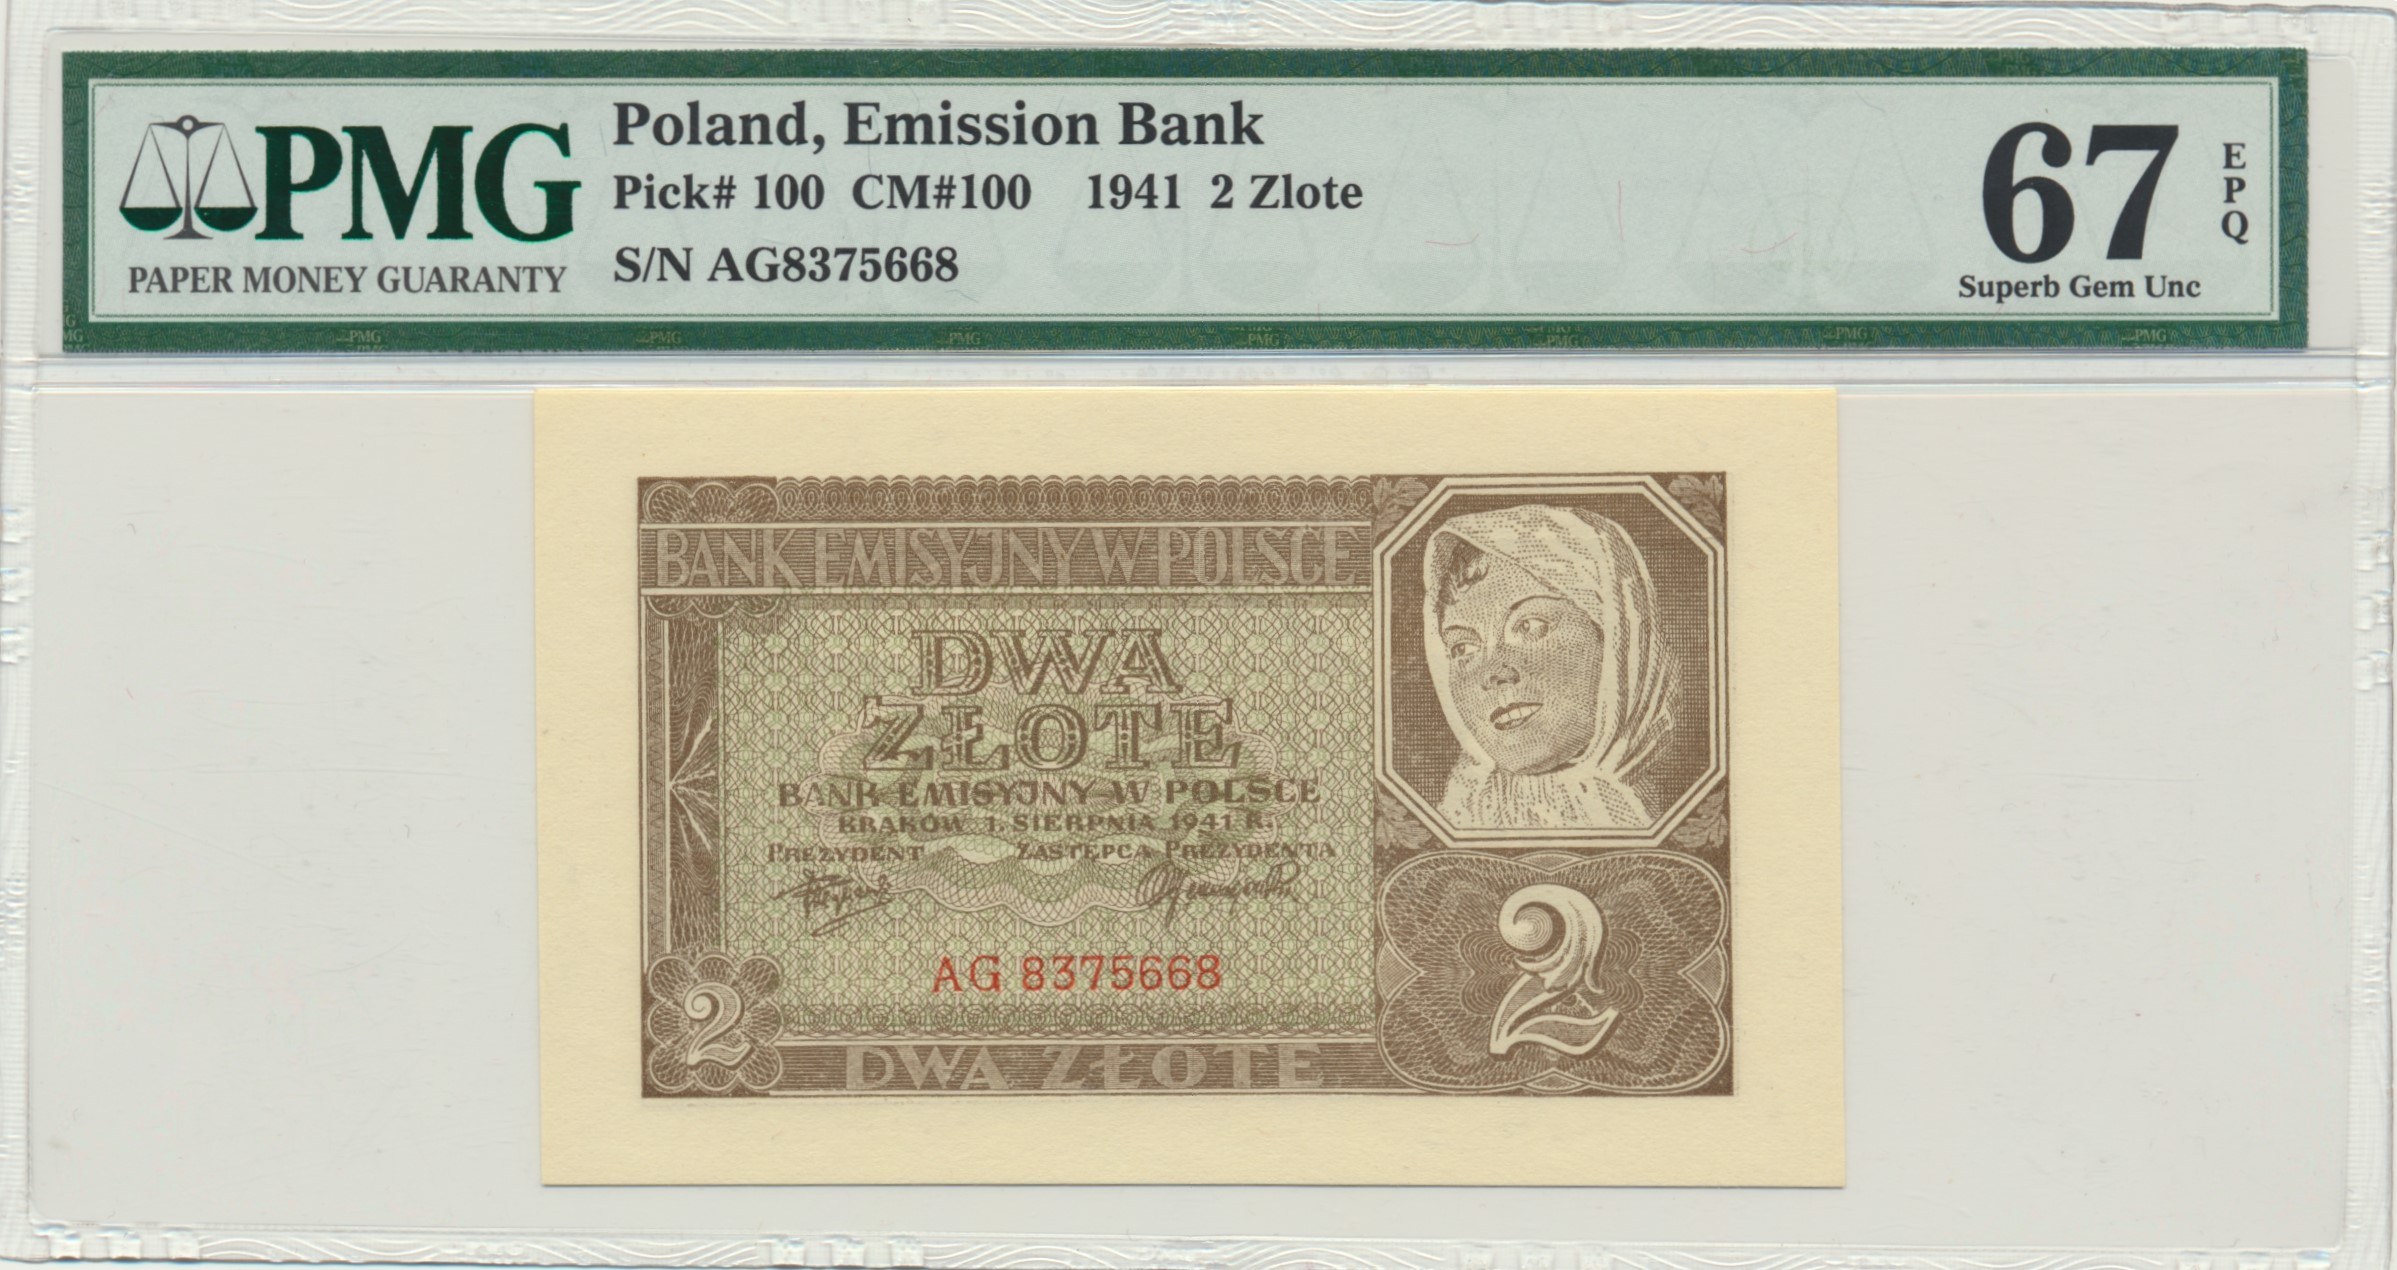 PMG
PAPER MONEY GUARANTY
Poland, Emission Bank
Pick# 100 CM#100 1941 2 Zlote
S/N AG8375668
67
EPQ
Superb Gem Unc
BANK EMISYJNY W POLSCE
DWA
ZŁOTE
BANK EMISYJNY W POLSCE
KRAKÓW 1. SIERPNIA 1941 R.
PREZYDENT ZASTĘPCA PREZYDENTA
AG 8375668
2
2
DWA ZŁOTE